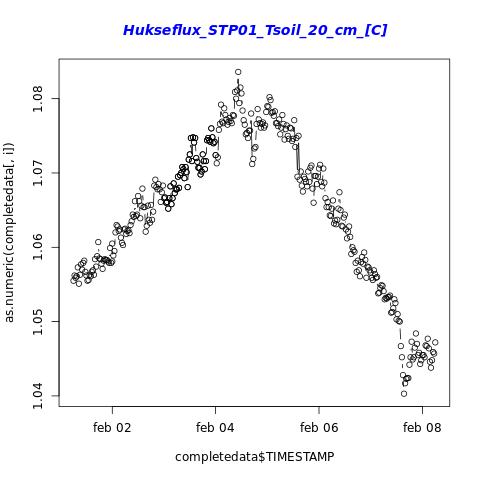 Hukseflux_STP01_Tsoil_20_cm_[C]
as.numeric(completedata[, i])
1.08
1.07
1.06
1.05
1.04
feb 02 feb 04 feb 06 feb 08
completedata$TIMESTAMP